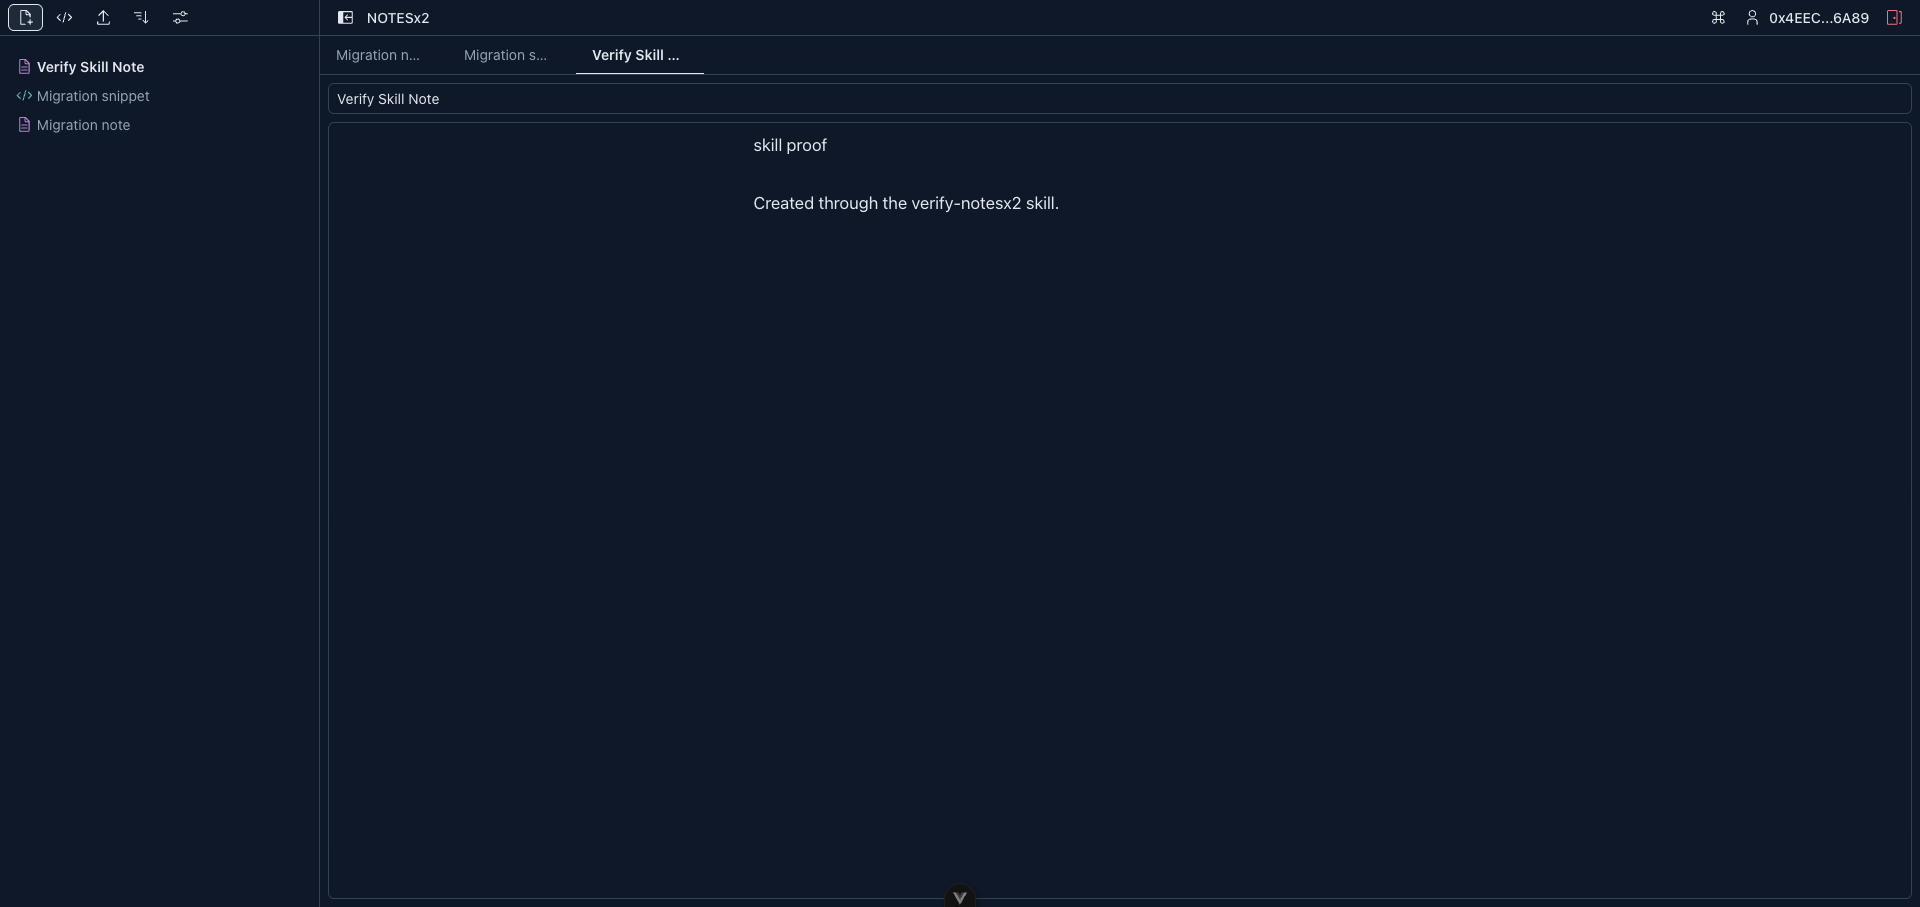 NOTESx2
0x4EEC...6A89
Verify Skill Note
Migration snippet
Migration note
Migration n...
Migration s...
Verify Skill ...
Verify Skill Note
skill proof
Created through the verify-notesx2 skill.